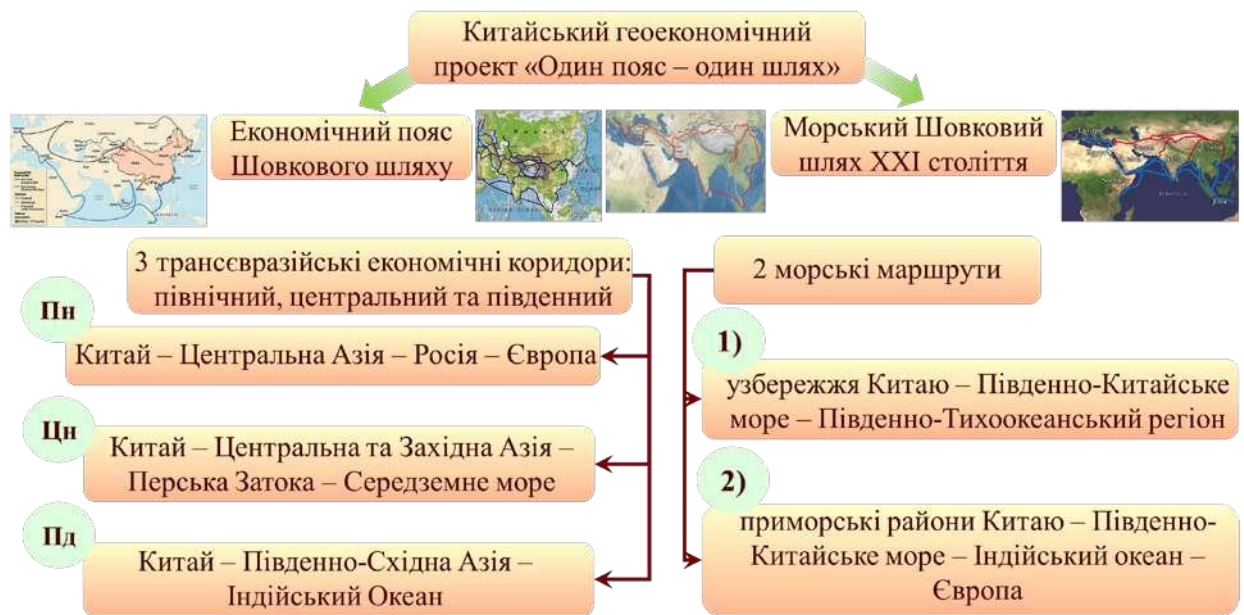 Китайський геоекономічний
проект «Один пояс – один шлях»
Економічний пояс
Шовкового шляху
Морський Шовковий
шлях XXI століття
3 трансєвразійські економічні коридори:
північний, центральний та південний
2 морські маршрути
Пн
Китай – Центральна Азія – Росія – Європа
Цн
Китай – Центральна та Західна Азія –
Перська Затока – Середземне море
Пд
Китай – Південно-Східна Азія –
Індійський Океан
1)
узбережжя Китаю – Південно-Китайське
море – Південно-Тихоокеанський регіон
2)
приморські райони Китаю – Південно-
Китайське море – Індійський океан –
Європа